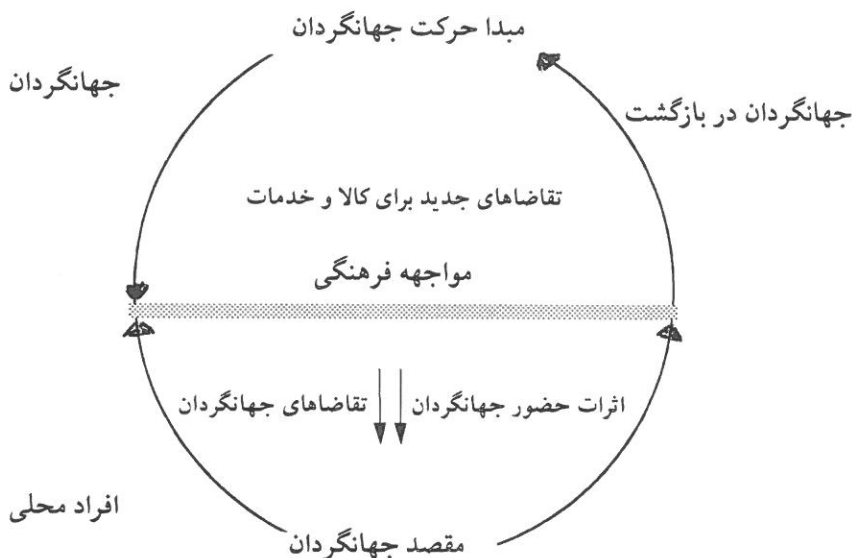 مبدا حرکت جهانگردان
جهانگردان
جهانگردان در بازگشت
تقاضاهای جدید برای کالا و خدمات
مواجهه فرهنگی
اثرات حضور جهانگردان
تقاضاهای جهانگردان
افراد محلی
مقصد جهانگردان